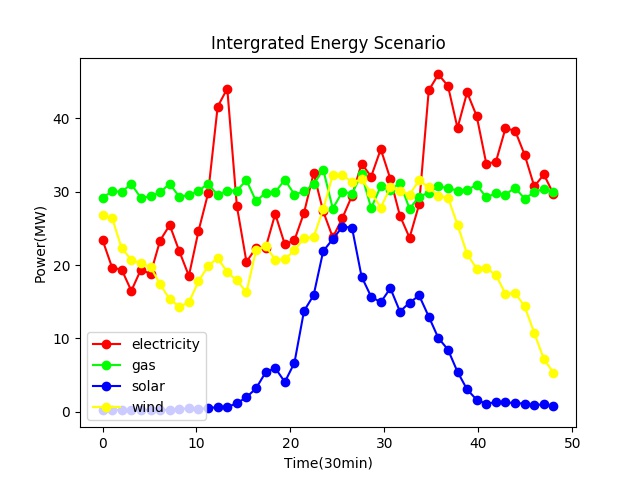 Intergrated Energy Scenario
Power(MW)
40
30
20
10
0
electricity
gas
solar
wind
0 10 20 30 40 50
Time(30min)